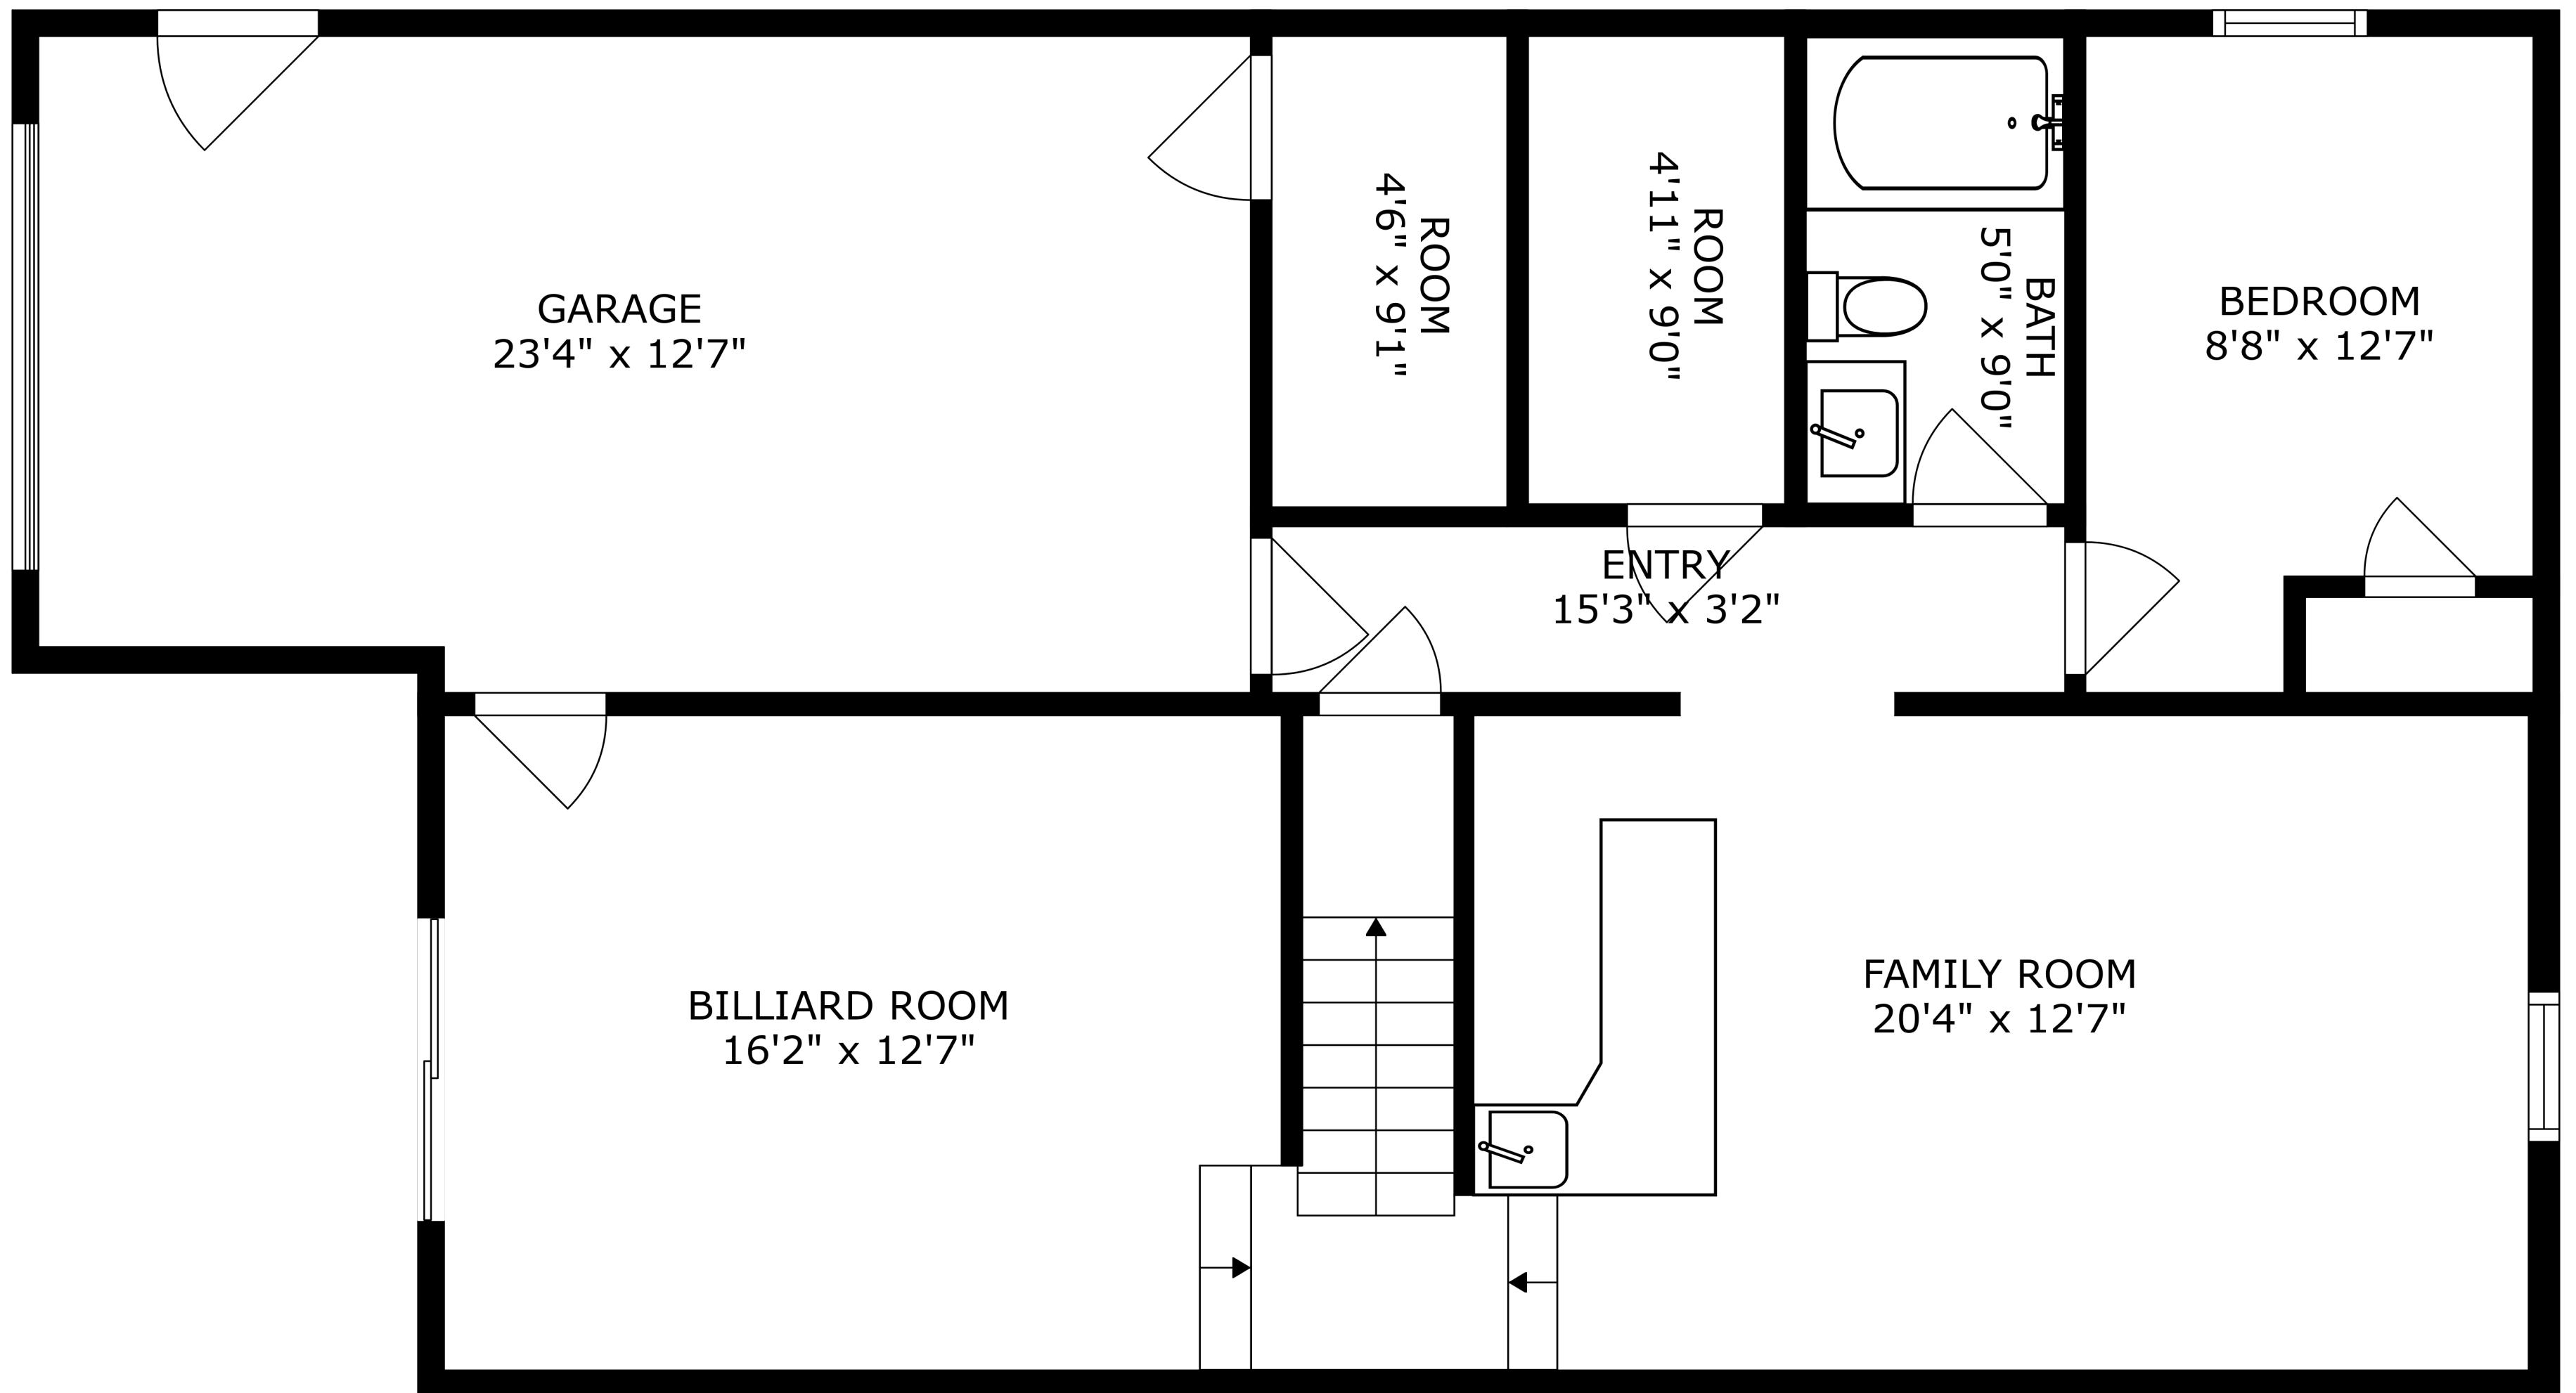 GARAGE
23'4" x 12'7"
ROOM
4'6" x 9'1"
ROOM
4'11" x 9'0"
BATH
5'0" x 9'0"
BEDROOM
8'8" x 12'7"
ENTRY
15'3" x 3'2"
BILLIARD ROOM
16'2" x 12'7"
FAMILY ROOM
20'4" x 12'7"